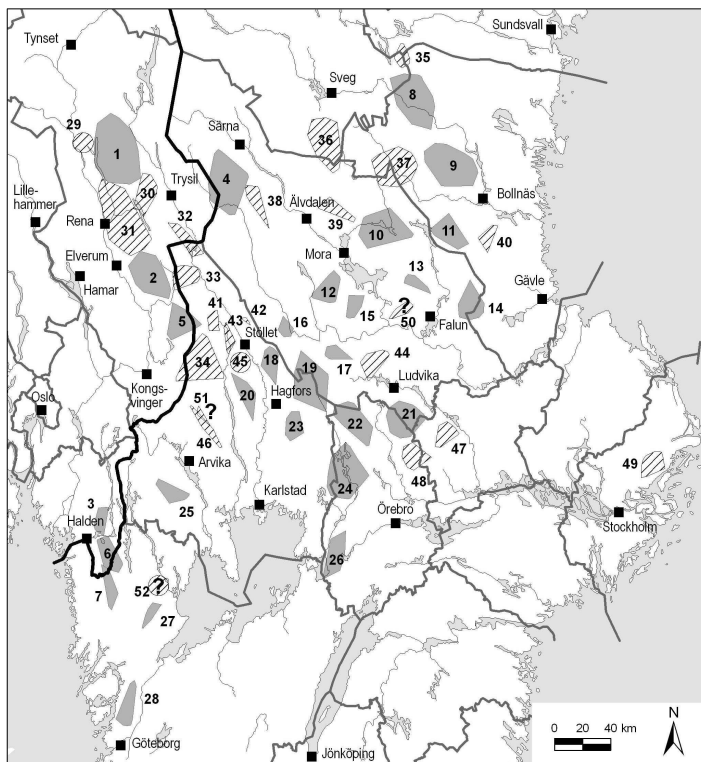 Sundsvall
Tynset
35
Sveg
8
29
Särna
36
1
37
9
4
Trysil
30
Bollnäs
Lille-
hammer
38
Älvdalen
32
39
Rena
31
10
11
40
Mora
Elverum
2
33
13
Hamar
12
Gävle
41
42
15
?
14
5
43
16
50
Falun
Stöllet
44
34
45
18
17
Ludvika
Kongs-
vinger
19
Oslo
51
20
Hagfors
?
21
22
23
46
47
Arvika
48
49
24
25
Karlstad
3
Örebro
Stockholm
Halden
6
26
7
52
?
27
28
N
0 20 40 km
Göteborg
Jönköping